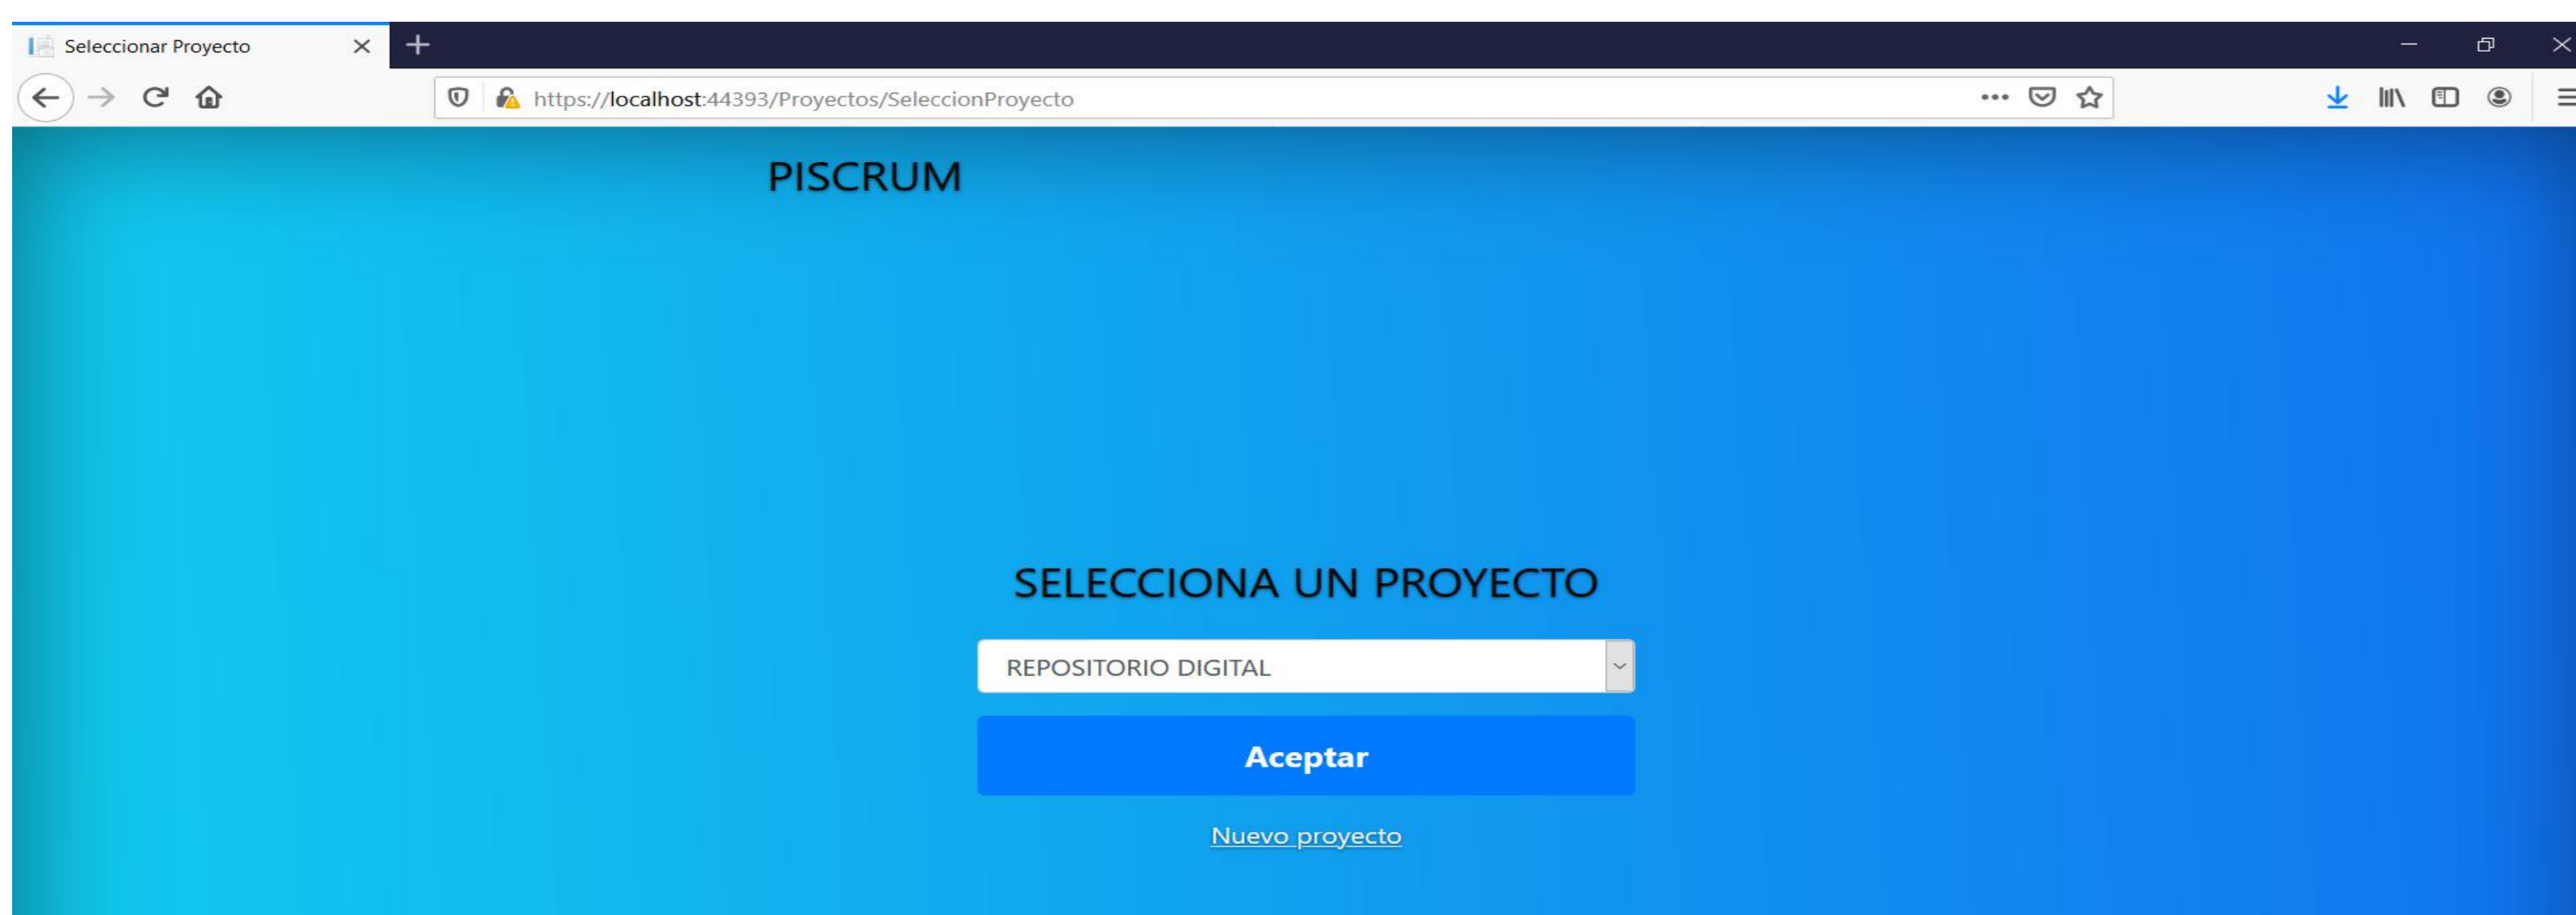 Seleccionar Proyecto
https://localhost:44393/Proyectos/SeleccionProyecto
PISCRUM
SELECCIONA UN PROYECTO
REPOSITORIO DIGITAL
Aceptar
Nuevo proyecto